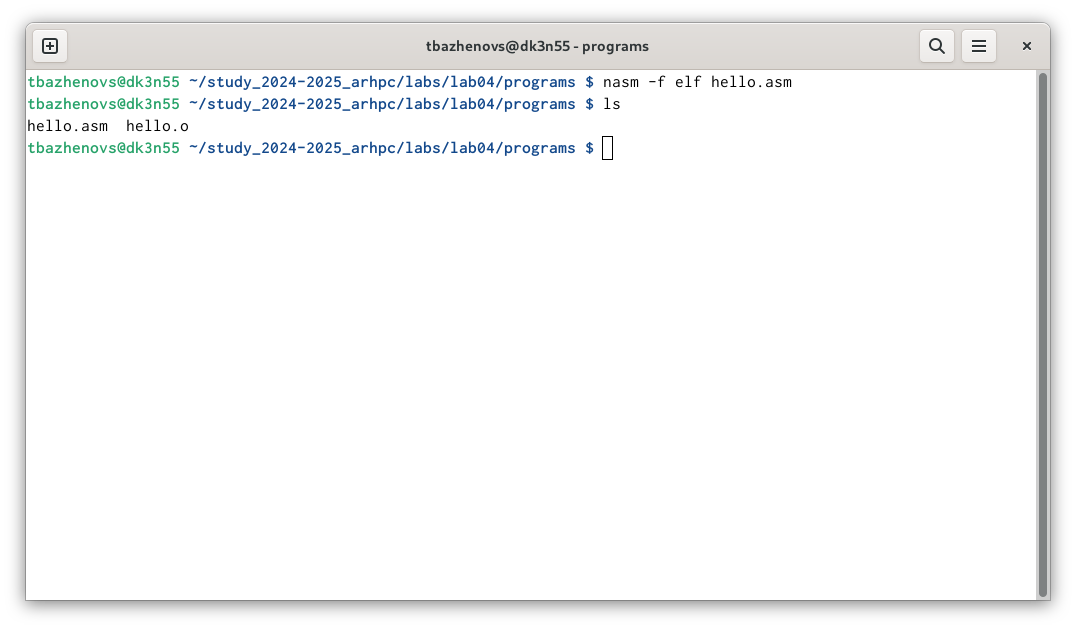 tbazhenovs@dk3n55 - programs
tbazhenovs@dk3n55 ~/study_2024-2025_arhpc/labs/lab04/programs $ nasm -f elf hello.asm
tbazhenovs@dk3n55 ~/study_2024-2025_arhpc/labs/lab04/programs $ ls
hello.asm  hello.o
tbazhenovs@dk3n55 ~/study_2024-2025_arhpc/labs/lab04/programs $